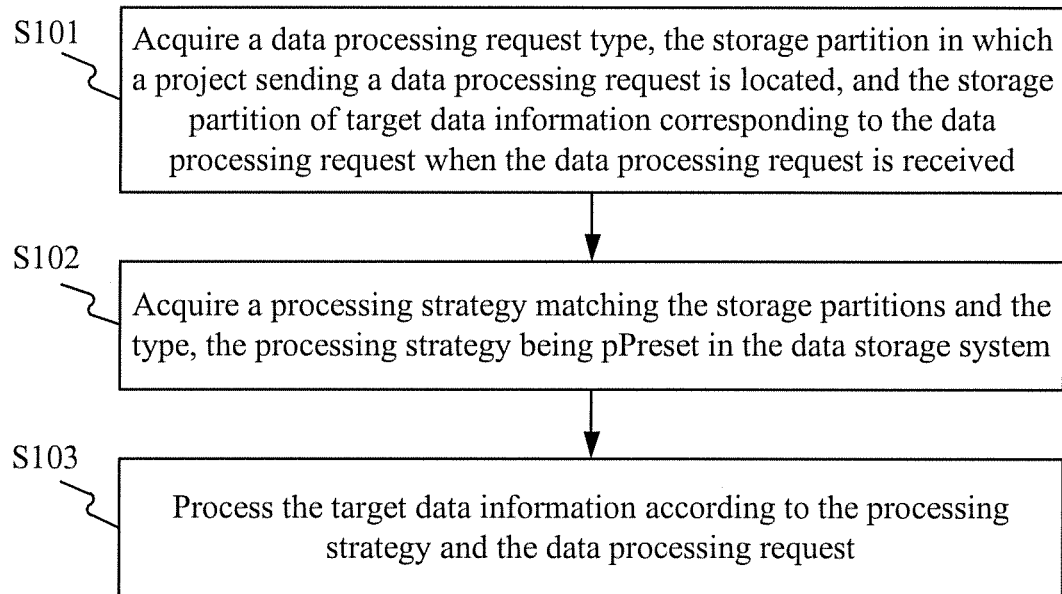 S101
Acquire a data processing request type, the storage partition in which
a project sending a data processing request is located, and the storage
partition of target data information corresponding to the data
processing request when the data processing request is received
S102
Acquire a processing strategy matching the storage partitions and the
type, the processing strategy being pPreset in the data storage system
S103
Process the target data information according to the processing
strategy and the data processing request